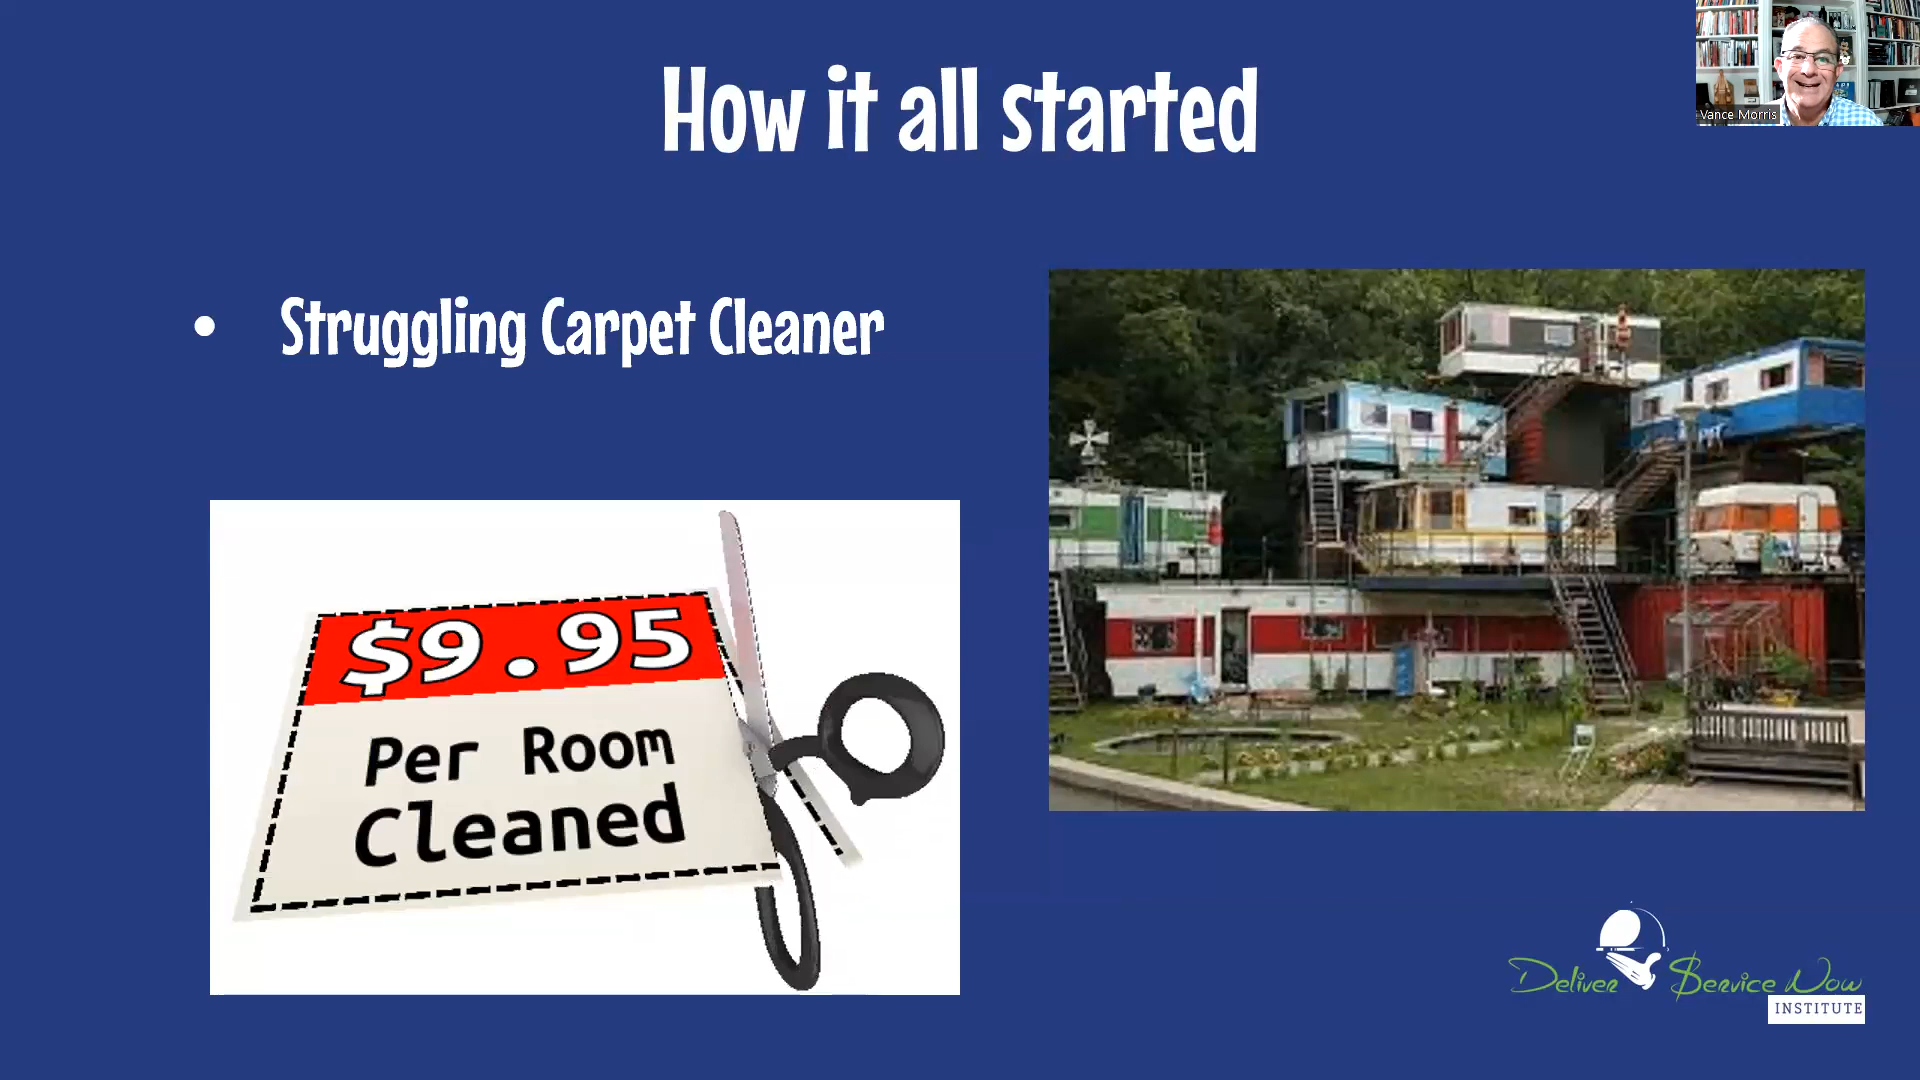 How it all started
Vance Morris
• Struggling Carpet Cleaner
$9.95
Per Room
Cleaned
Deliver Service Now
INSTITUTE